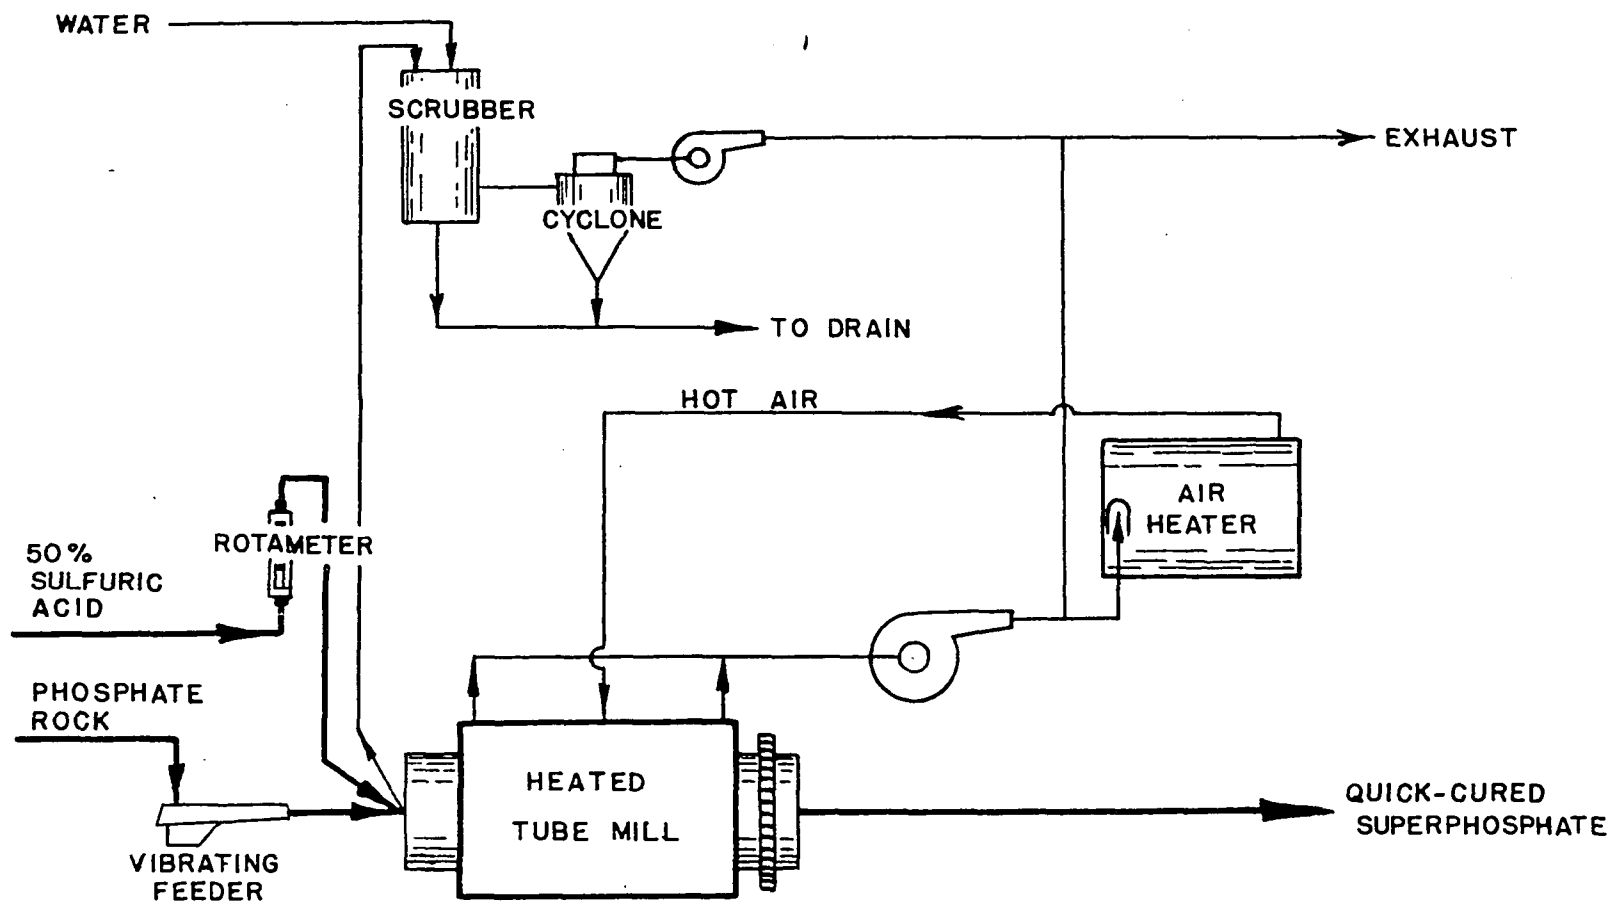 WATER
SCRUBBER
EXHAUST
CYCLONE
TO DRAIN
HOT AIR
AIR
HEATER
ROTAMETER
50%
SULFURIC
ACID
PHOSPHATE
ROCK
HEATED
TUBE MILL
QUICK-CURED
SUPERPHOSPHATE
VIBRATING
FEEDER